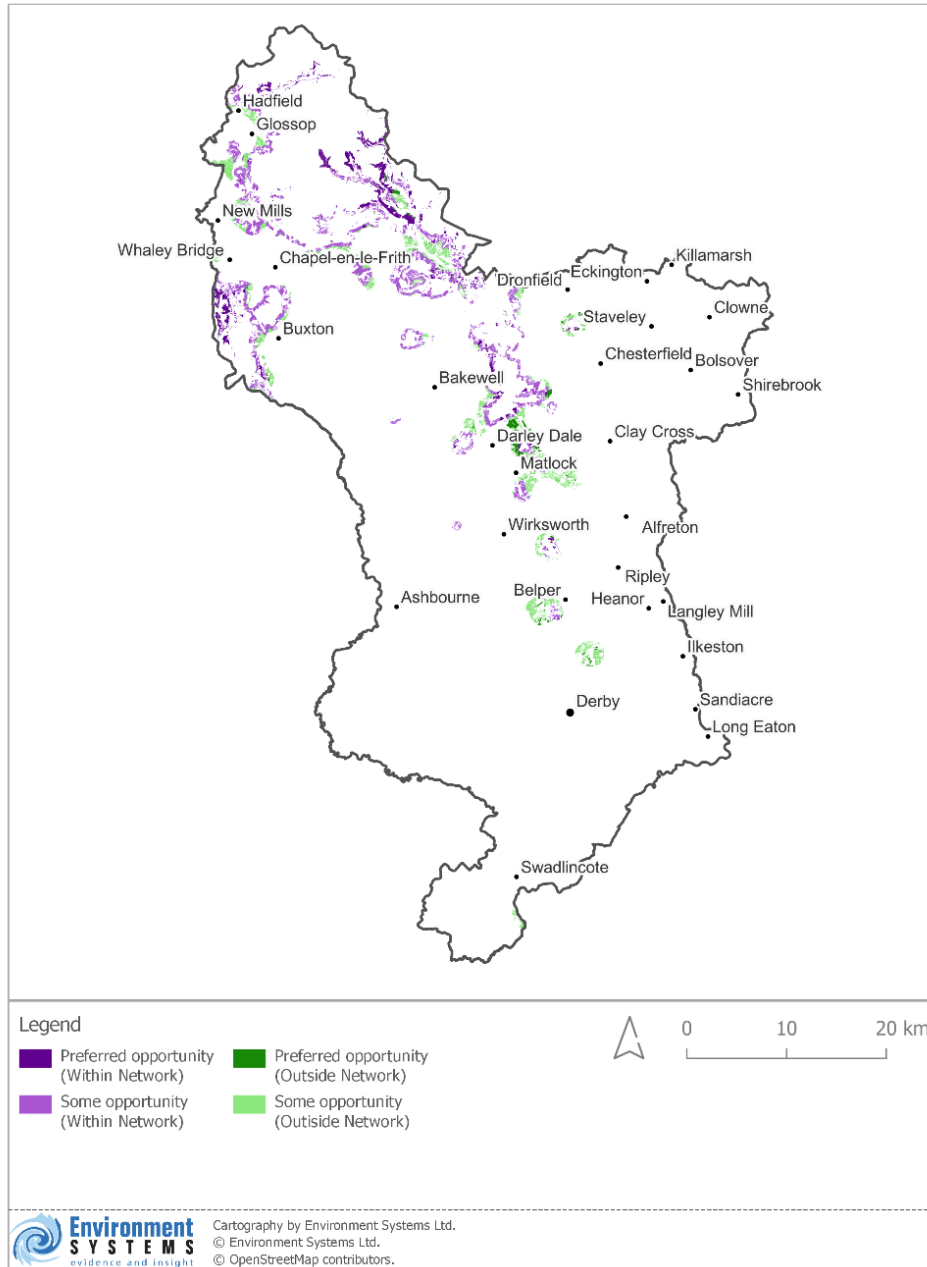 Hadfield
Glossop
New Mills
Whaley Bridge
Chapel-en-le-Frith
Killamarsh
Eckington
Dronfield
Clowne
Staveley
Buxton
Chesterfield
Bolsover
Bakewell
Shirebrook
Clay Cross
Darley Dale
Matlock
Wirksworth
Alfreton
Ripley
Belper
Heanor
Ashbourne
Langley Mill
Ilkeston
Derby
Sandiacre
Long Eaton
Swadlincote
Legend
Preferred opportunity
(Within Network)
Preferred opportunity
(Outside Network)
Some opportunity
(Within Network)
Some opportunity
(Outiside Network)
0 10 20 km
Environment
SYSTEMS
evidence and insight
Cartography by Environment Systems Ltd.
© Environment Systems Ltd.
© OpenStreetMap contributors.